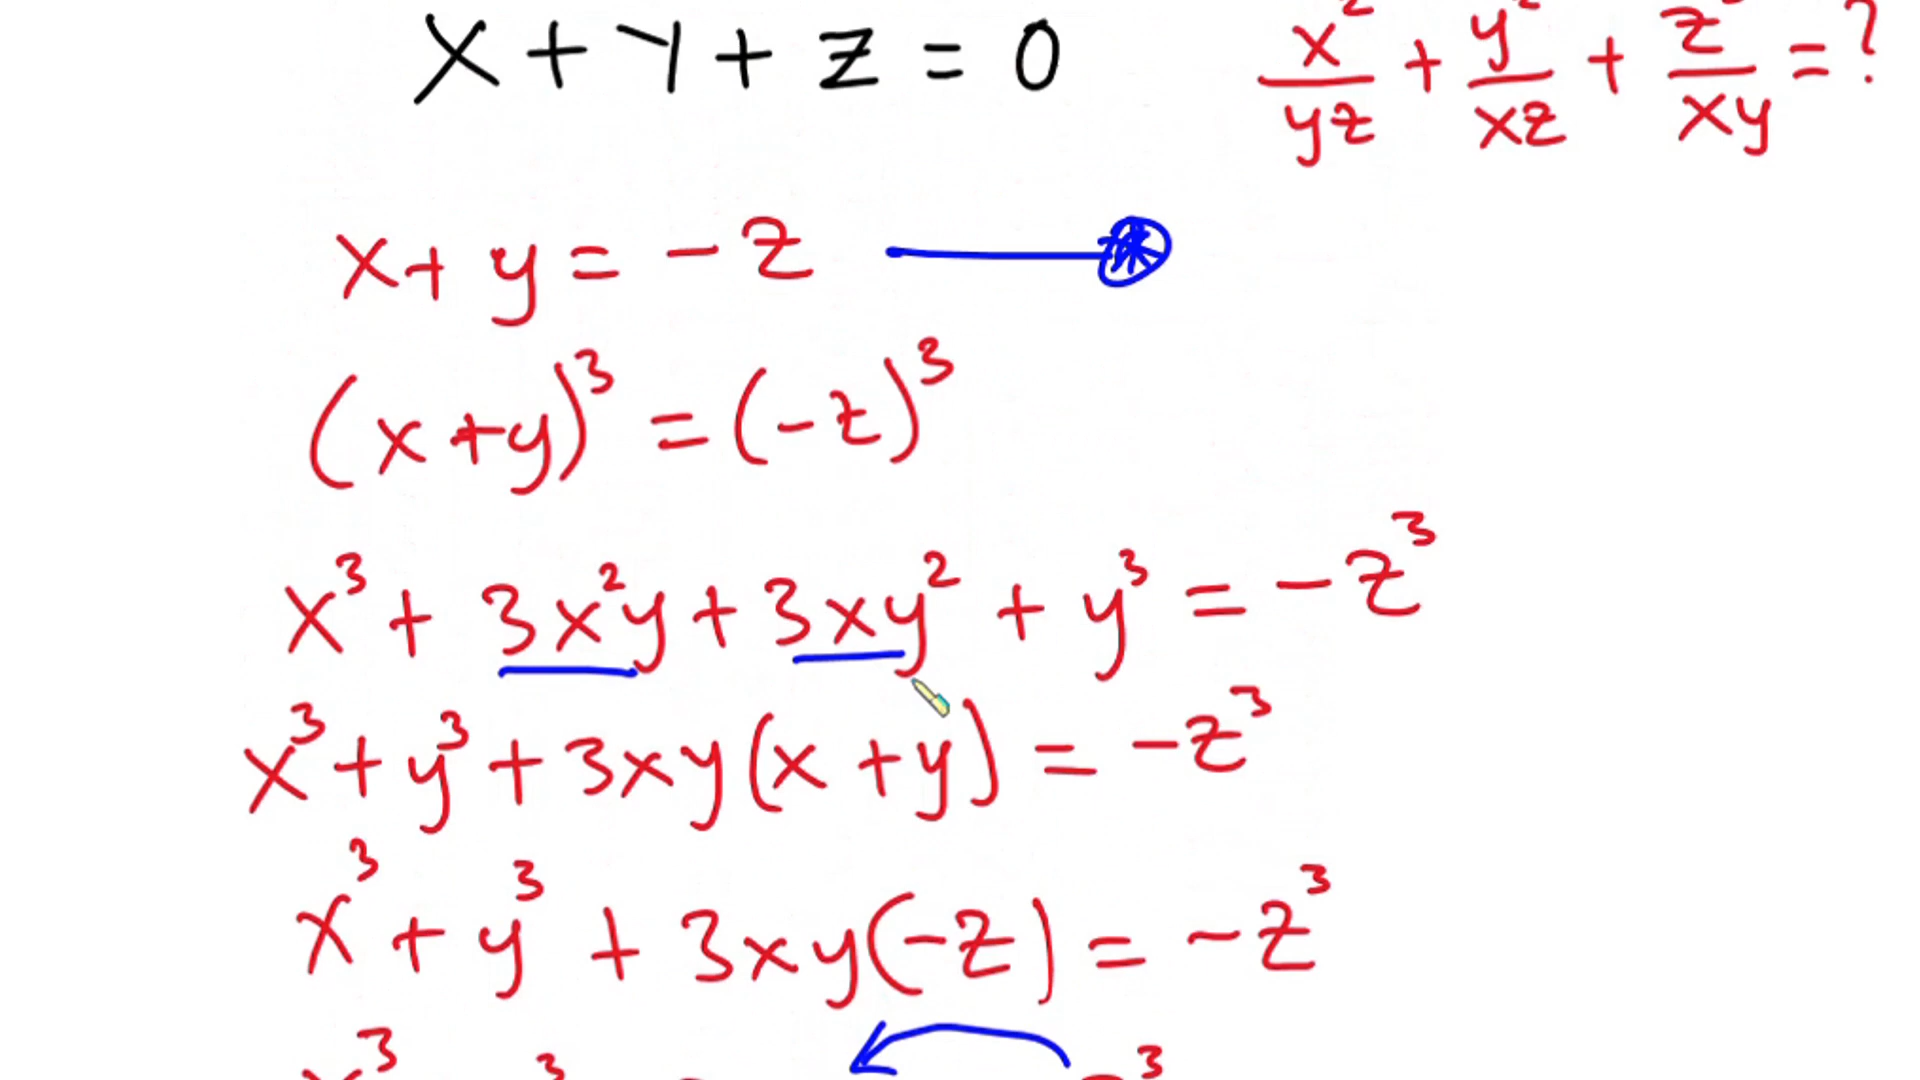 X + Y + Z = 0
x²/yz + y²/xz + z²/xy = ?
x + y = -z
(x + y)³ = (-z)³
x³ + 3x²y + 3xy² + y³ = -z³
x³ + y³ + 3xy(x + y) = -z³
x³ + y³ + 3xy(-z) = -z³